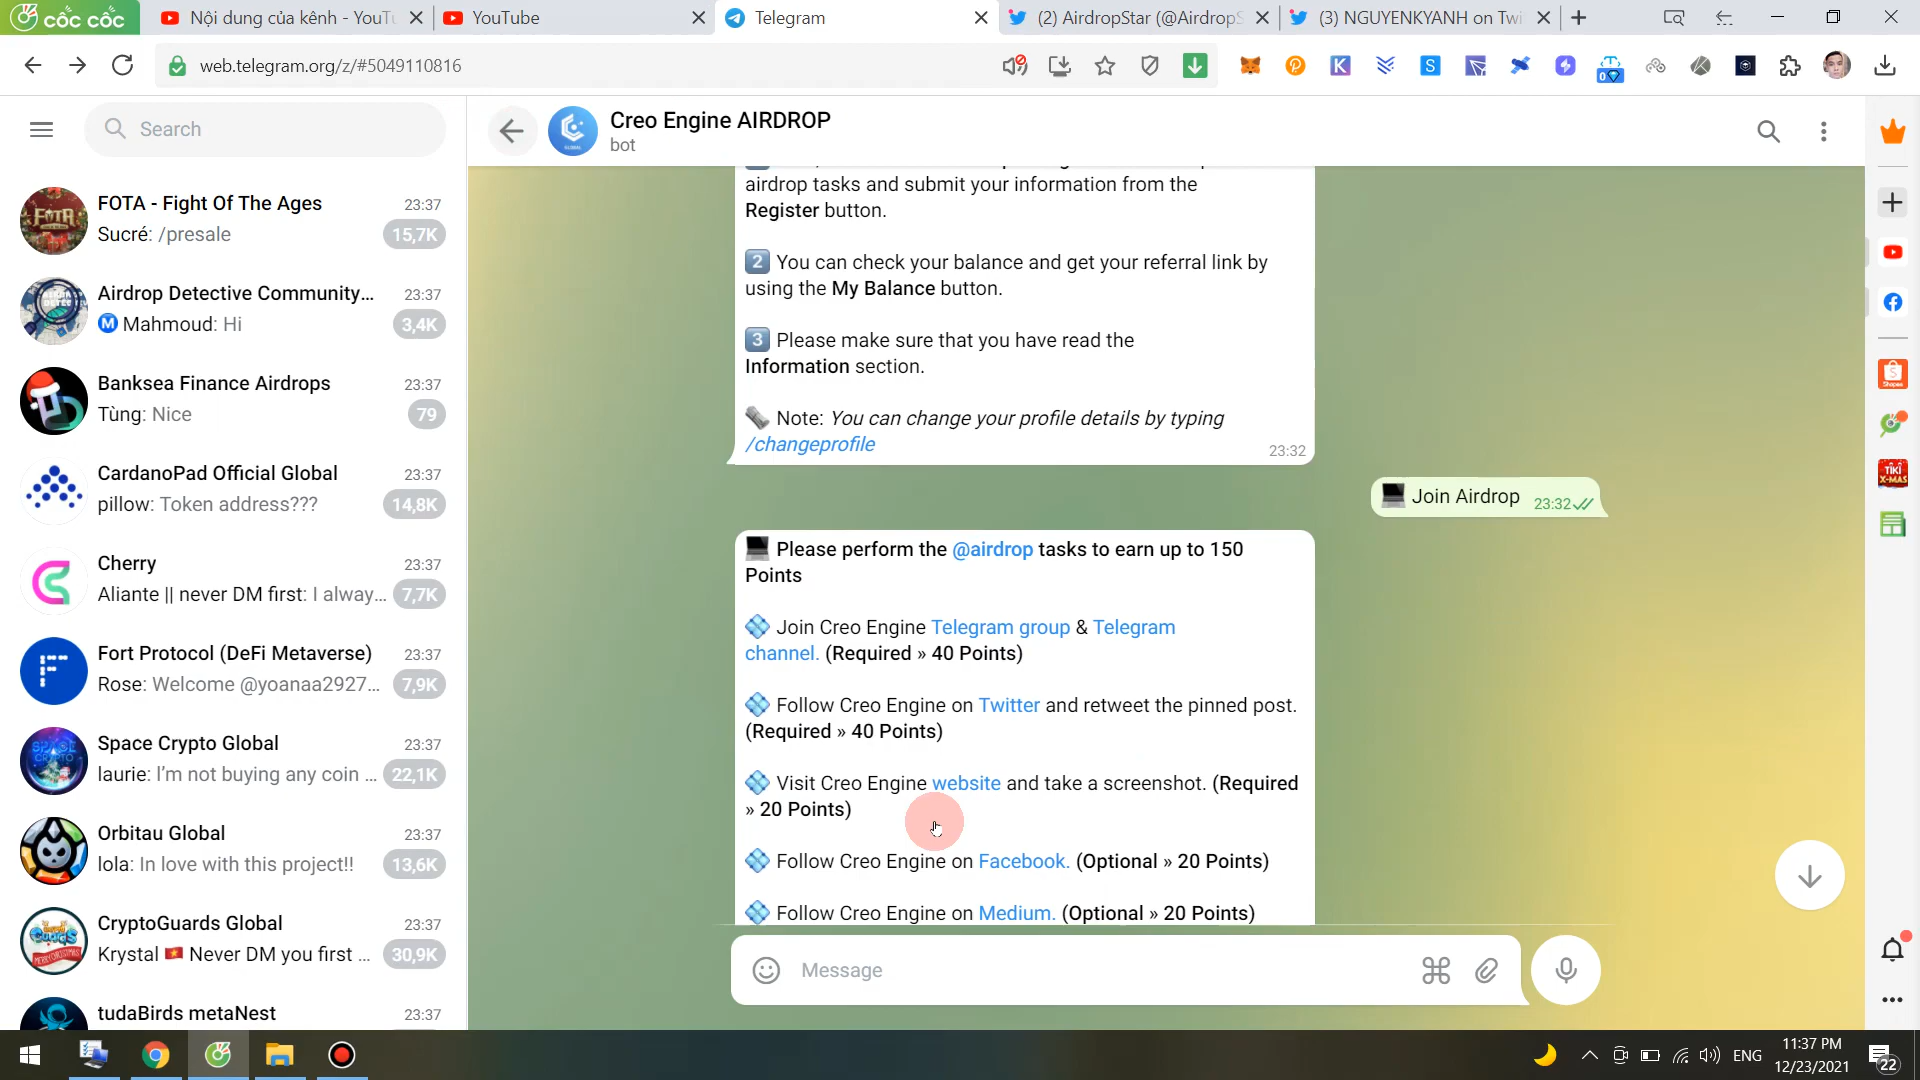 cốc cốc
Nội dung của kênh - YouTu
YouTube
Telegram
(2) AirdropStar (@AirdropS
(3) NGUYENKYANH on Twi
web.telegram.org/z/#5049110816
Search
Creo Engine AIRDROP
bot
FOTA - Fight Of The Ages
23:37
Sucré: /presale
15,7K
Airdrop Detective Community...
23:37
Mahmoud: Hi
3,4K
Banksea Finance Airdrops
23:37
Tùng: Nice
79
CardanoPad Official Global
23:37
pillow: Token address???
14,8K
Cherry
23:37
Aliante || never DM first: I alway...
7,7K
Fort Protocol (DeFi Metaverse)
23:37
Rose: Welcome @yoanaa2927...
7,9K
Space Crypto Global
23:37
laurie: I'm not buying any coin ...
22,1K
Orbitau Global
23:37
lola: In love with this project!!
13,6K
CryptoGuards Global
23:37
Krystal 🇻🇳 Never DM you first ...
30,9K
tudaBirds metaNest
23:37
airdrop tasks and submit your information from the
Register button.
2 You can check your balance and get your referral link by
using the My Balance button.
3 Please make sure that you have read the
Information section.
Note: You can change your profile details by typing
/changeprofile
23:32
Join Airdrop 23:32
Please perform the @airdrop tasks to earn up to 150
Points
Join Creo Engine Telegram group & Telegram
channel. (Required » 40 Points)
Follow Creo Engine on Twitter and retweet the pinned post.
(Required » 40 Points)
Visit Creo Engine website and take a screenshot. (Required
» 20 Points)
Follow Creo Engine on Facebook. (Optional » 20 Points)
Follow Creo Engine on Medium. (Optional » 20 Points)
Message
ENG
11:37 PM
12/23/2021
22